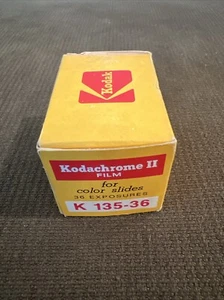 Kodak
Kodachrome II
FILM
for
color slides
36 EXPOSURES
K 135-36